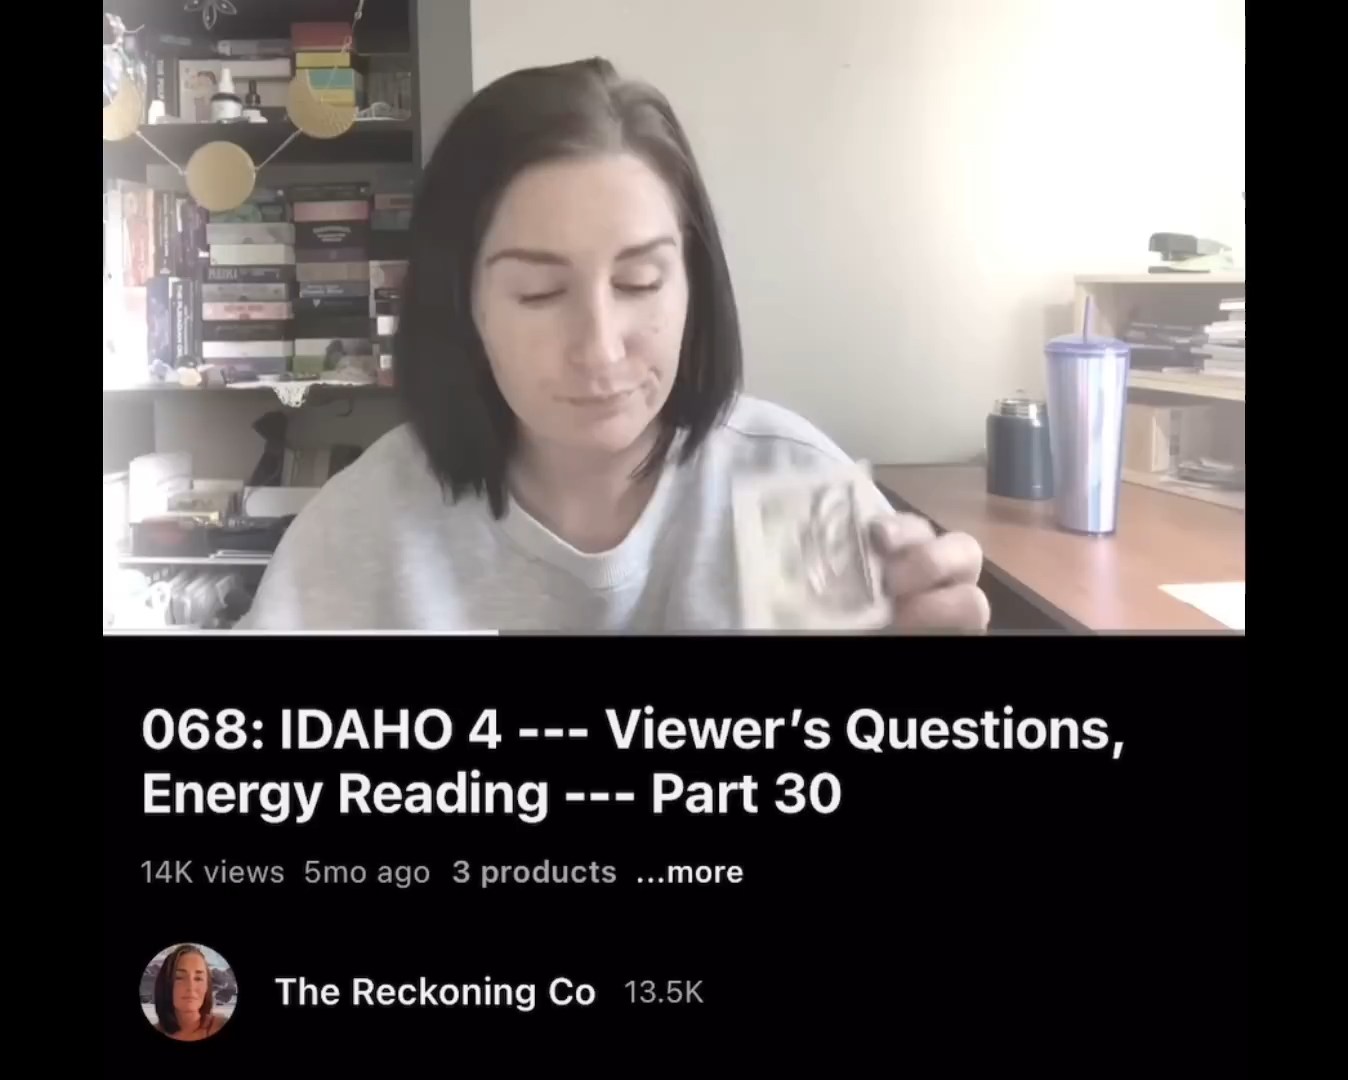 REIKI
068: IDAHO 4 --- Viewer’s Questions,
Energy Reading --- Part 30
14K views 5mo ago 3 products ...more
The Reckoning Co 13.5K